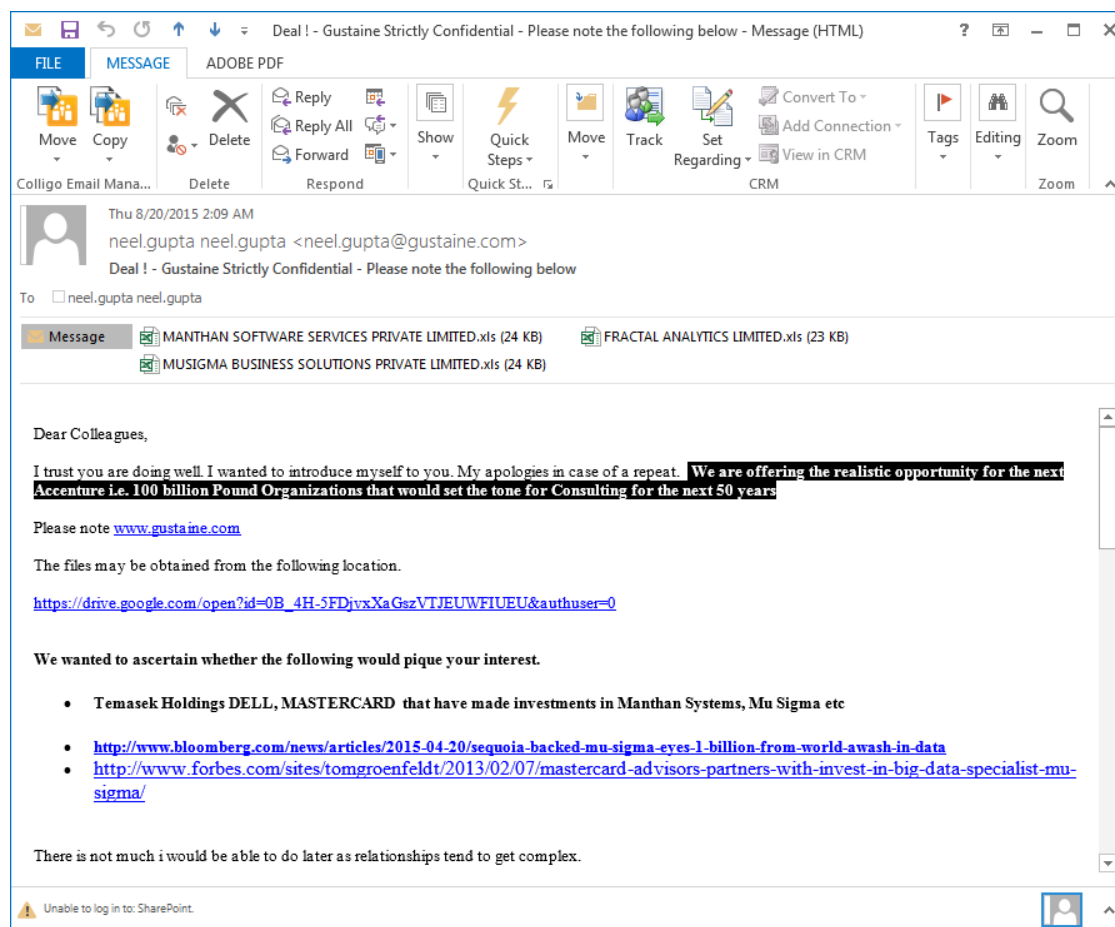 Deal ! - Gustaine Strictly Confidential - Please note the following below - Message (HTML)
FILE MESSAGE ADOBE PDF
Move Copy Delete Reply Reply All Forward Show Quick Steps Move Track Set Regarding Convert To Add Connection View in CRM Tags Editing Zoom
Colligo Email Mana... Delete Respond Quick St... CRM Zoom
Thu 8/20/2015 2:09 AM
neel.gupta neel.gupta <neel.gupta@gustaine.com>
Deal ! - Gustaine Strictly Confidential - Please note the following below
To neel.gupta neel.gupta
Message MANTHAN SOFTWARE SERVICES PRIVATE LIMITED.xls (24 KB) FRACTAL ANALYTICS LIMITED.xls (23 KB)
MUSIGMA BUSINESS SOLUTIONS PRIVATE LIMITED.xls (24 KB)
Dear Colleagues,
I trust you are doing well. I wanted to introduce myself to you. My apologies in case of a repeat. We are offering the realistic opportunity for the next
Accenture i.e. 100 billion Pound Organizations that would set the tone for Consulting for the next 50 years
Please note www.gustaine.com
The files may be obtained from the following location.
https://drive.google.com/open?id=0B_4H-5FDjvxXaGszVTJEUWFIUEU&authuser=0
We wanted to ascertain whether the following would pique your interest.
• Temasek Holdings DELL, MASTERCARD that have made investments in Manthan Systems, Mu Sigma etc
• http://www.bloomberg.com/news/articles/2015-04-20/sequoia-backed-mu-sigma-eyes-1-billion-from-world-awash-in-data
• http://www.forbes.com/sites/tomgroenfeldt/2013/02/07/mastercard-advisors-partners-with-invest-in-big-data-specialist-mu-
sigma/
There is not much i would be able to do later as relationships tend to get complex.
Unable to log in to: SharePoint.